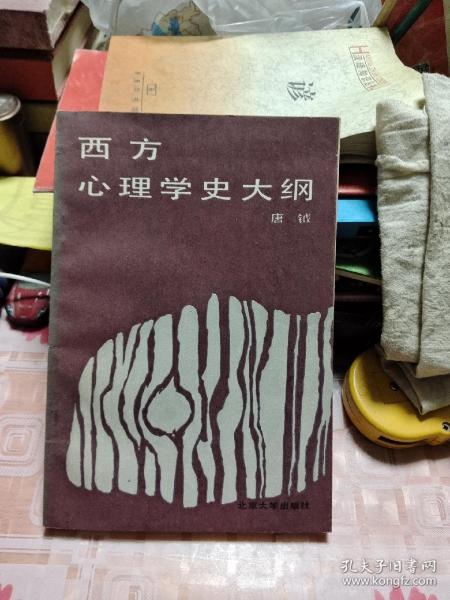 谚
西方
心理学史大纲
唐钺
北京大学出版社
孔夫子旧书网
www.kongfz.com